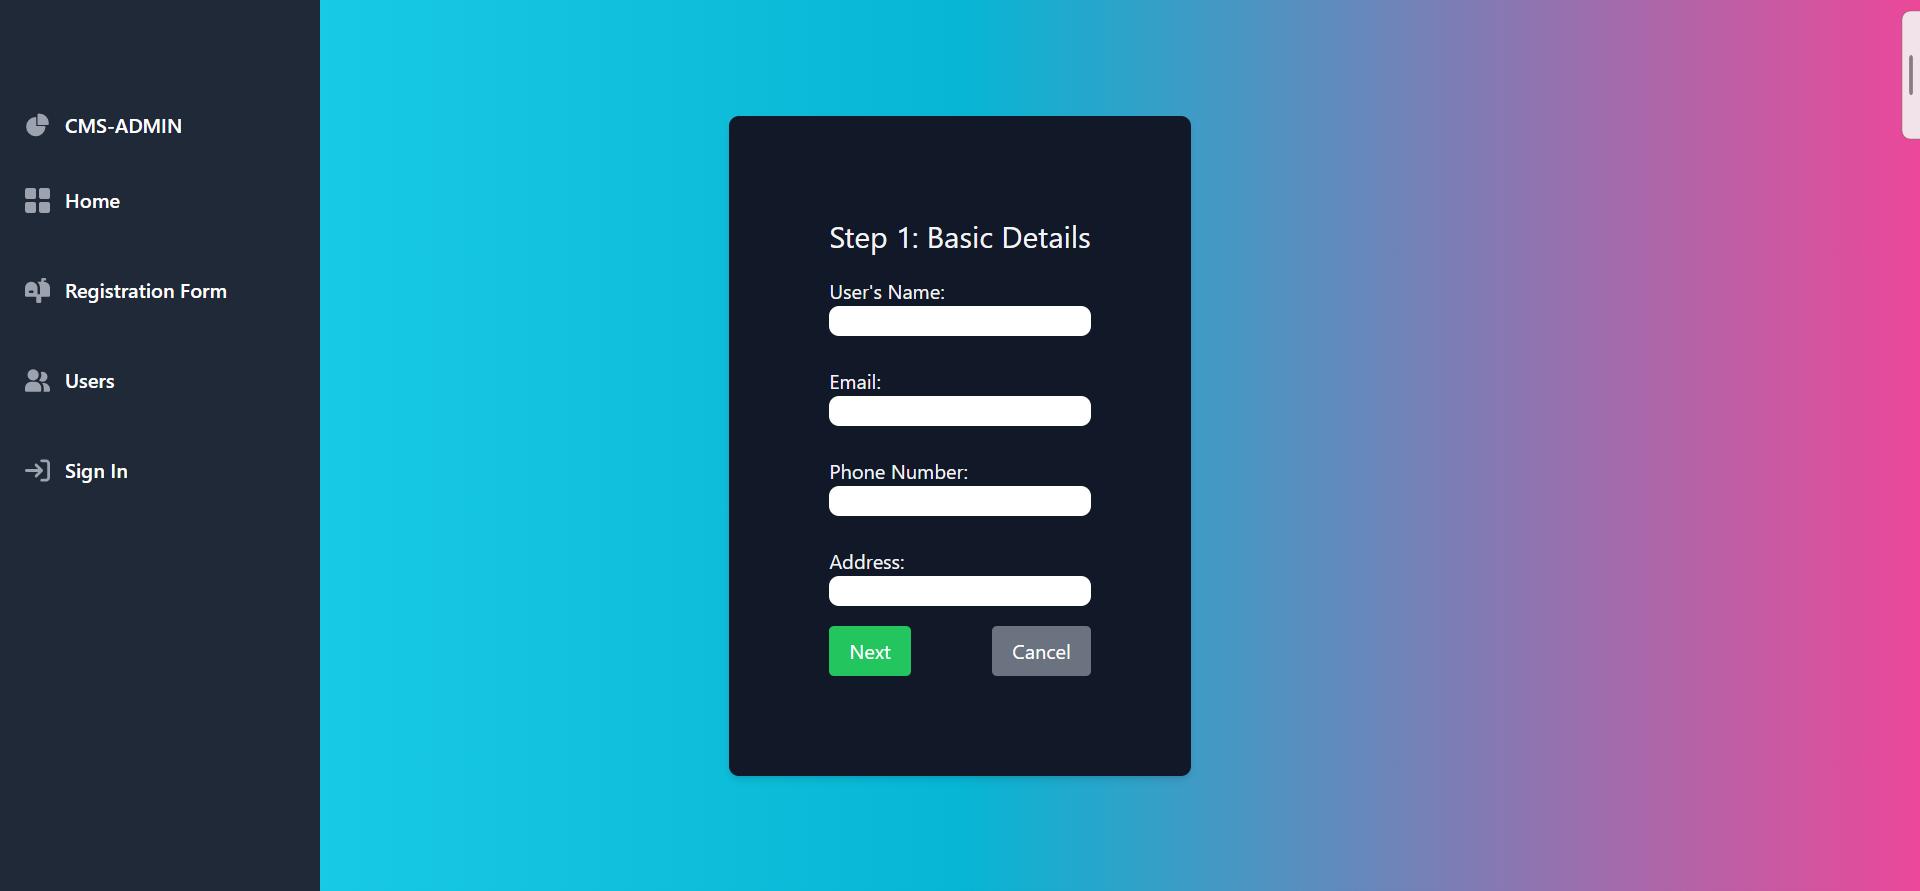 CMS-ADMIN
Home
Registration Form
Users
Sign In
Step 1: Basic Details
User's Name:
Email:
Phone Number:
Address:
Next
Cancel